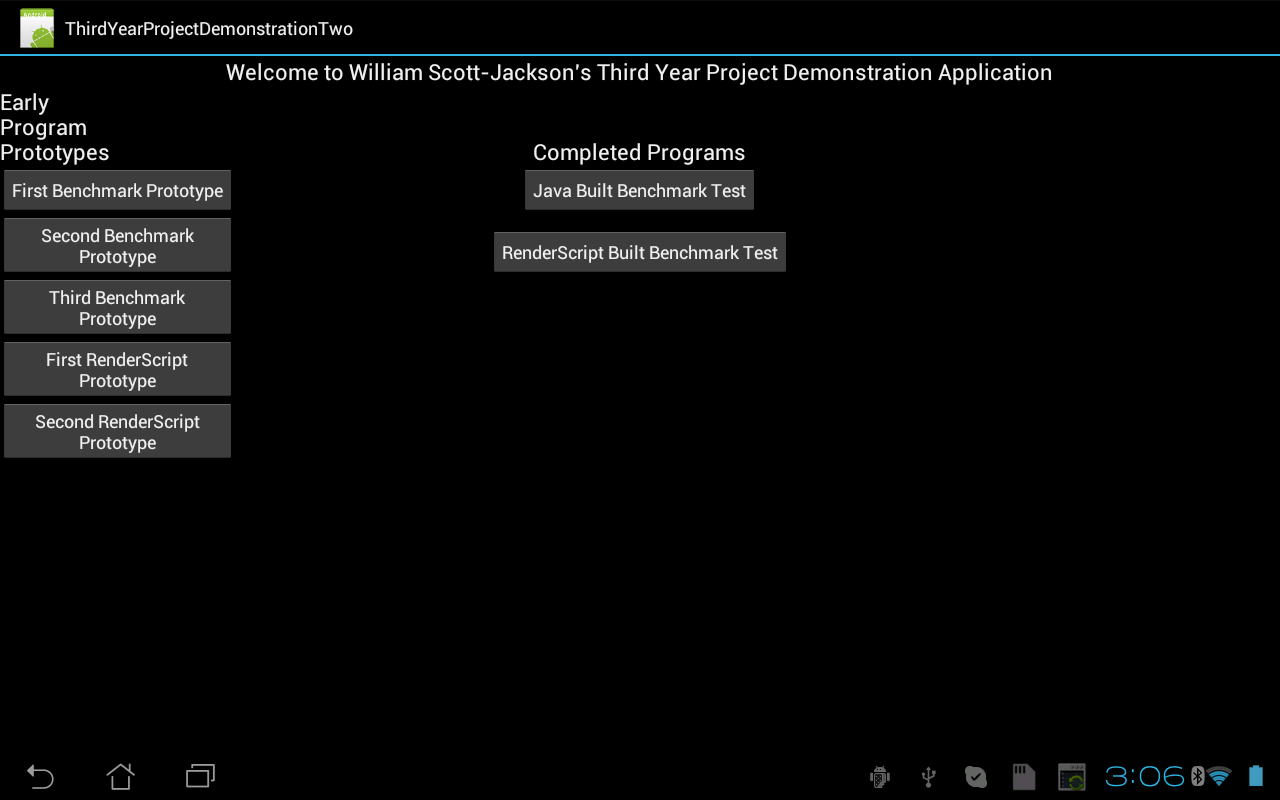 ThirdYearProjectDemonstrationTwo
Welcome to William Scott-Jackson's Third Year Project Demonstration Application
Early
Program
Prototypes
Completed Programs
First Benchmark Prototype
Java Built Benchmark Test
Second Benchmark
Prototype
RenderScript Built Benchmark Test
Third Benchmark
Prototype
First RenderScript
Prototype
Second RenderScript
Prototype
3:06